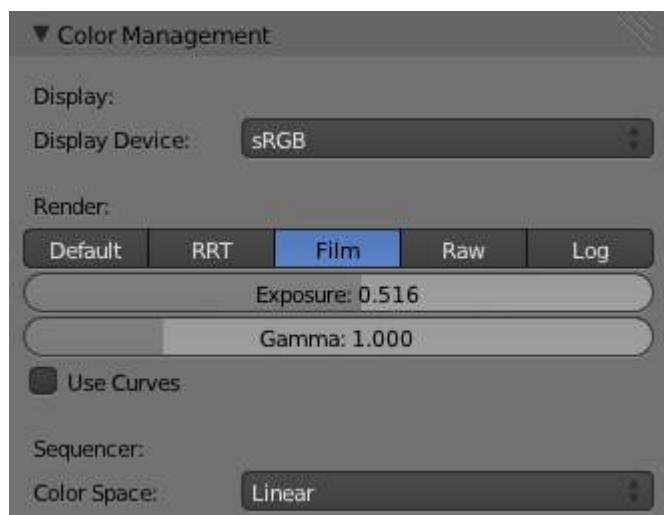 Color Management
Display:
Display Device: sRGB
Render:
Default RRT Film Raw Log
Exposure: 0.516
Gamma: 1.000
Use Curves
Sequencer:
Color Space: Linear